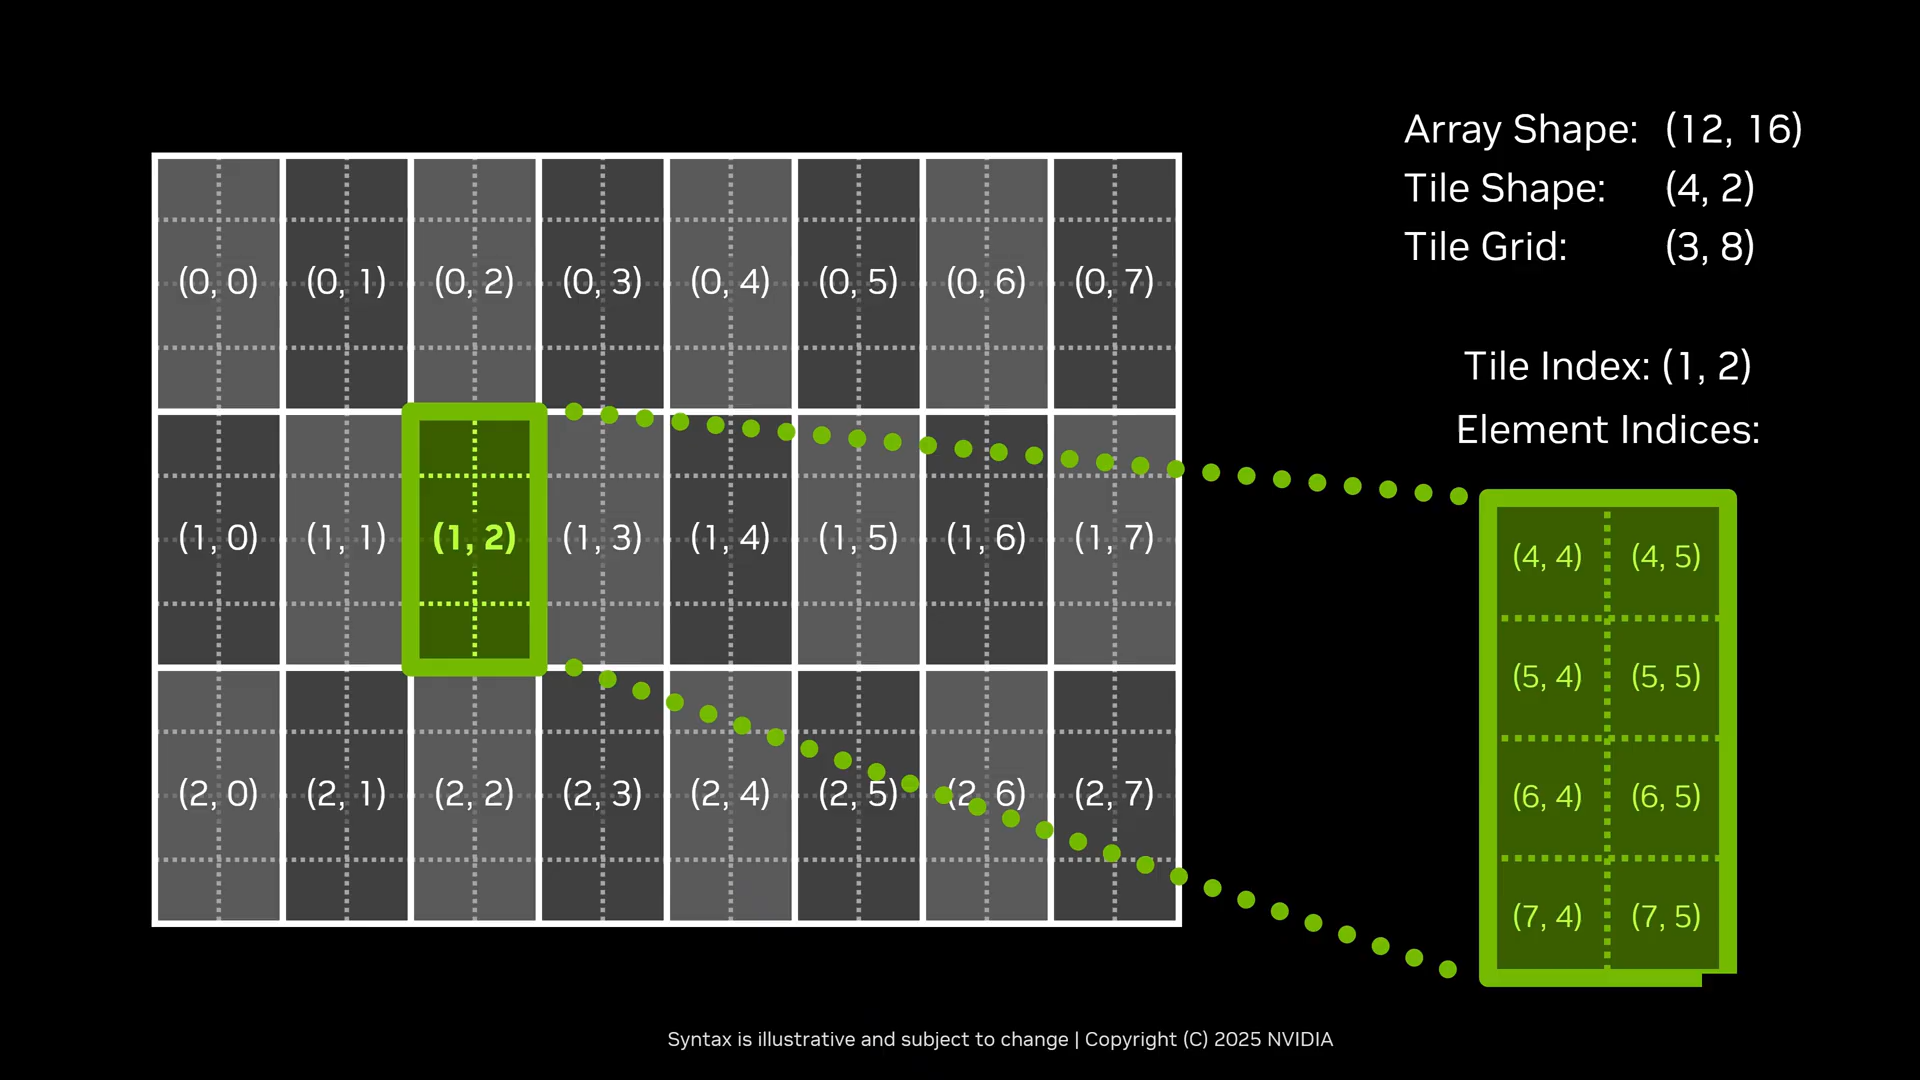 Array Shape: (12, 16)
Tile Shape: (4, 2)
Tile Grid: (3, 8)
(0, 0) (0, 1) (0, 2) (0, 3) (0, 4) (0, 5) (0, 6) (0, 7)
(1, 0) (1, 1) (1, 2) (1, 3) (1, 4) (1, 5) (1, 6) (1, 7)
(2, 0) (2, 1) (2, 2) (2, 3) (2, 4) (2, 5) (2, 6) (2, 7)
Tile Index: (1, 2)
Element Indices:
(4, 4) (4, 5)
(5, 4) (5, 5)
(6, 4) (6, 5)
(7, 4) (7, 5)
Syntax is illustrative and subject to change | Copyright (C) 2025 NVIDIA